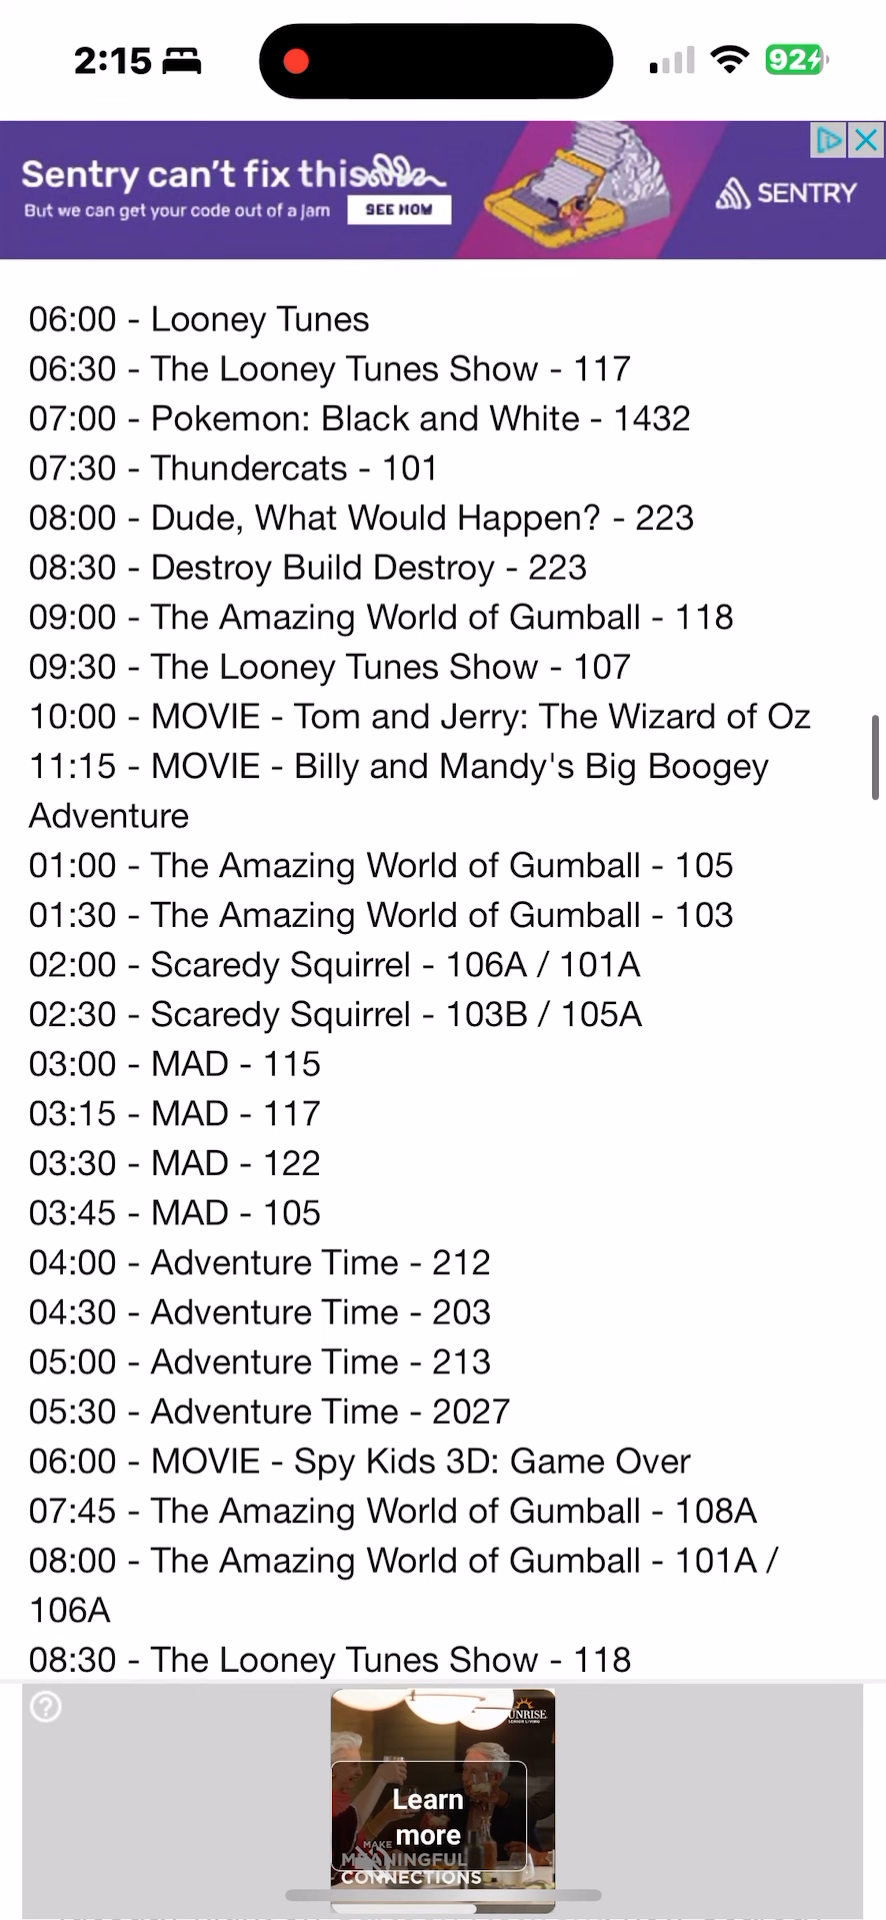 2:15
92
Sentry can't fix this
But we can get your code out of a jam
SEE HOW
SENTRY
06:00 - Looney Tunes
06:30 - The Looney Tunes Show - 117
07:00 - Pokemon: Black and White - 1432
07:30 - Thundercats - 101
08:00 - Dude, What Would Happen? - 223
08:30 - Destroy Build Destroy - 223
09:00 - The Amazing World of Gumball - 118
09:30 - The Looney Tunes Show - 107
10:00 - MOVIE - Tom and Jerry: The Wizard of Oz
11:15 - MOVIE - Billy and Mandy's Big Boogey
Adventure
01:00 - The Amazing World of Gumball - 105
01:30 - The Amazing World of Gumball - 103
02:00 - Scaredy Squirrel - 106A / 101A
02:30 - Scaredy Squirrel - 103B / 105A
03:00 - MAD - 115
03:15 - MAD - 117
03:30 - MAD - 122
03:45 - MAD - 105
04:00 - Adventure Time - 212
04:30 - Adventure Time - 203
05:00 - Adventure Time - 213
05:30 - Adventure Time - 2027
06:00 - MOVIE - Spy Kids 3D: Game Over
07:45 - The Amazing World of Gumball - 108A
08:00 - The Amazing World of Gumball - 101A /
106A
08:30 - The Looney Tunes Show - 118
Learn
more
MAKE
MEANINGFUL
CONNECTIONS